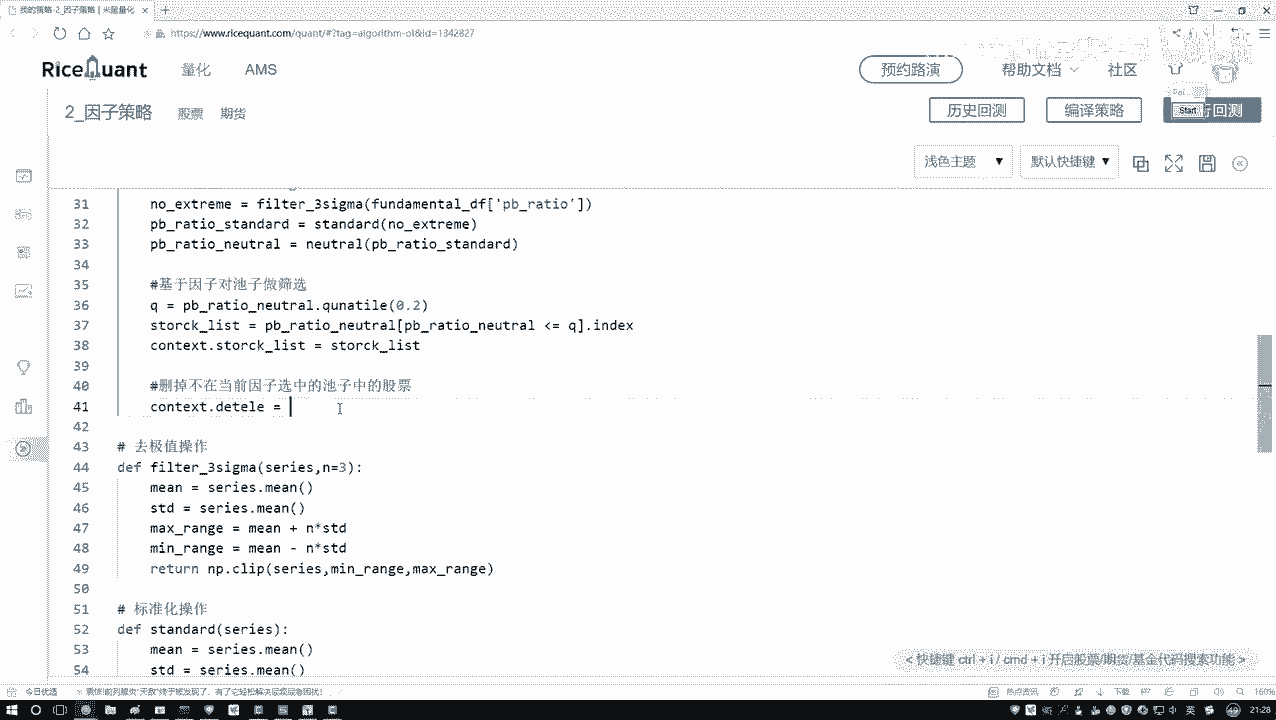 我的策略-2_因子策略 | 米筐量化
https://www.ricequant.com/quant/#?tag=algorithm-ol&id=1842827
RiceQuant 量化 AMS 预约路演 帮助文档 社区
2_因子策略 股票 期货 历史回测 编译策略 Start 回测
浅色主题 默认快捷键
31 no_extreme = filter_3sigma(fundamental_df['pb_ratio'])
32 pb_ratio_standard = standard(no_extreme)
33 pb_ratio_neutral = neutral(pb_ratio_standard)
34
35 #基于因子对池子做筛选
36 q = pb_ratio_neutral.qunatile(0.2)
37 storck_list = pb_ratio_neutral[pb_ratio_neutral <= q].index
38 context.storck_list = storck_list
39
40 #删掉不在当前因子选中的池子中的股票
41 context.detele =
42
43 # 去极值操作
44 def filter_3sigma(series,n=3):
45 mean = series.mean()
46 std = series.mean()
47 max_range = mean + n*std
48 min_range = mean - n*std
49 return np.clip(series,min_range,max_range)
50
51 # 标准化操作
52 def standard(series):
53 mean = series.mean()
54 std = series.mean()
< 快捷键 ctrl + i / cmd + i 开启股票/期货/基金代码搜索功能 >
今日优选 热点资讯 下载 160%
英 21:28